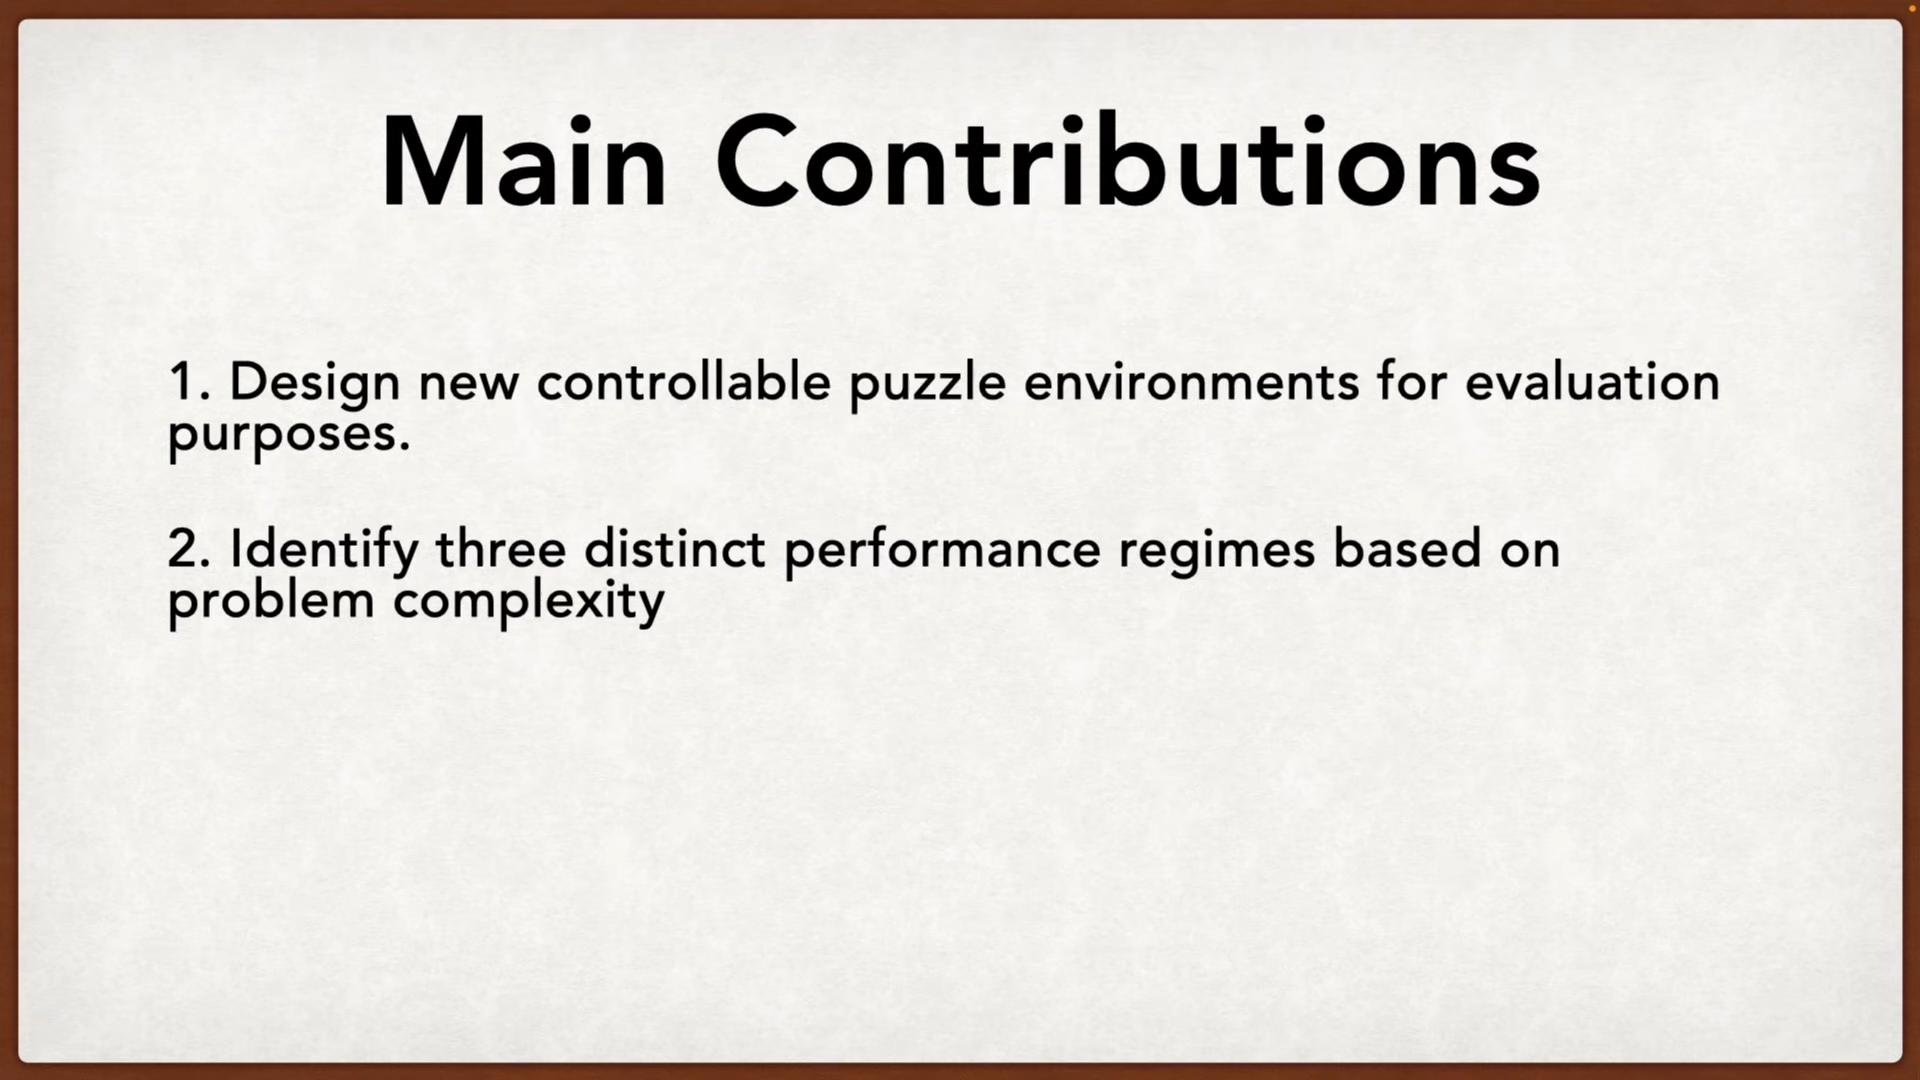 Main Contributions
1. Design new controllable puzzle environments for evaluation
purposes.
2. Identify three distinct performance regimes based on
problem complexity